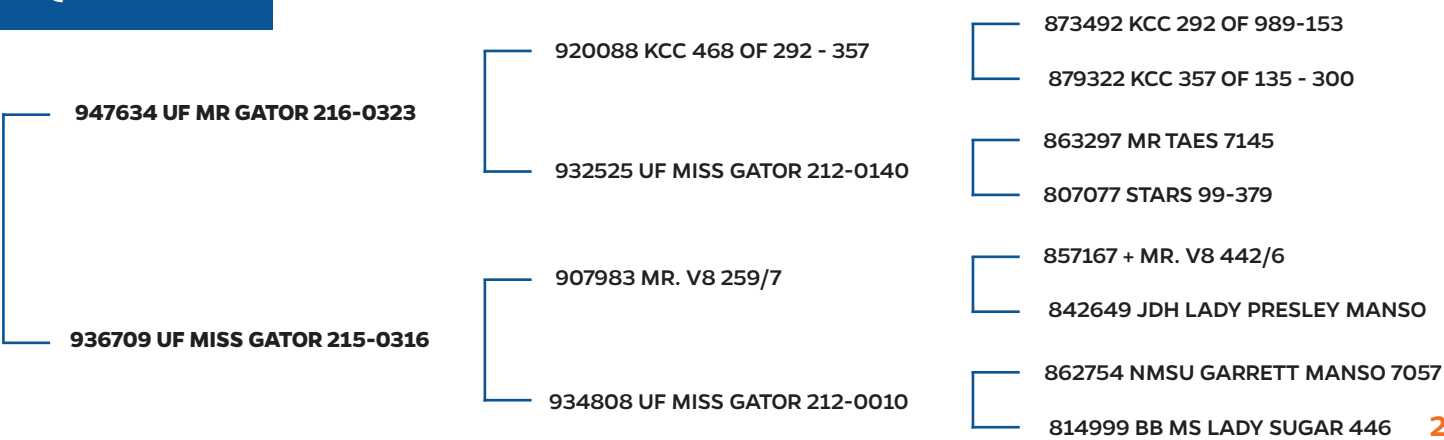 873492 KCC 292 OF 989-153
920088 KCC 468 OF 292 - 357
879322 KCC 357 OF 135 - 300
947634 UF MR GATOR 216-0323
863297 MR TAES 7145
932525 UF MISS GATOR 212-0140
807077 STARS 99-379
857167 + MR. V8 442/6
907983 MR. V8 259/7
842649 JDH LADY PRESLEY MANSO
936709 UF MISS GATOR 215-0316
862754 NMSU GARRETT MANSO 7057
934808 UF MISS GATOR 212-0010
814999 BB MS LADY SUGAR 446